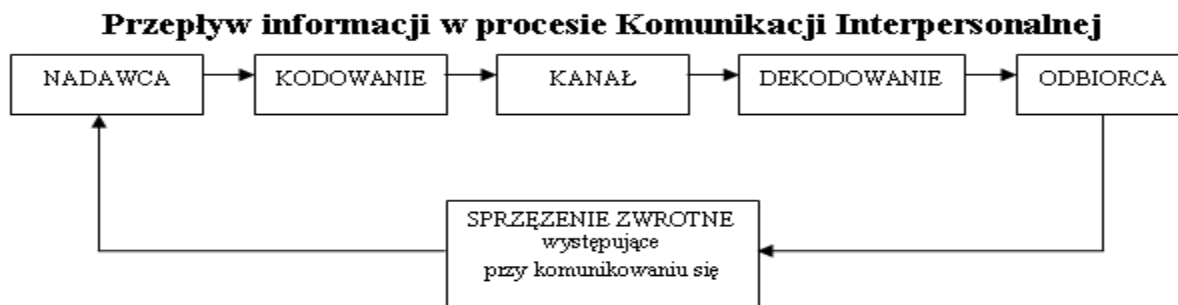 Przepływ informacji w procesie Komunikacji Interpersonalnej
NADAWCA
KODOWANIE
KANAŁ
DEKODOWANIE
ODBIORCA
SPRZĘŻENIE ZWROTNE
występujące
przy komunikowaniu się